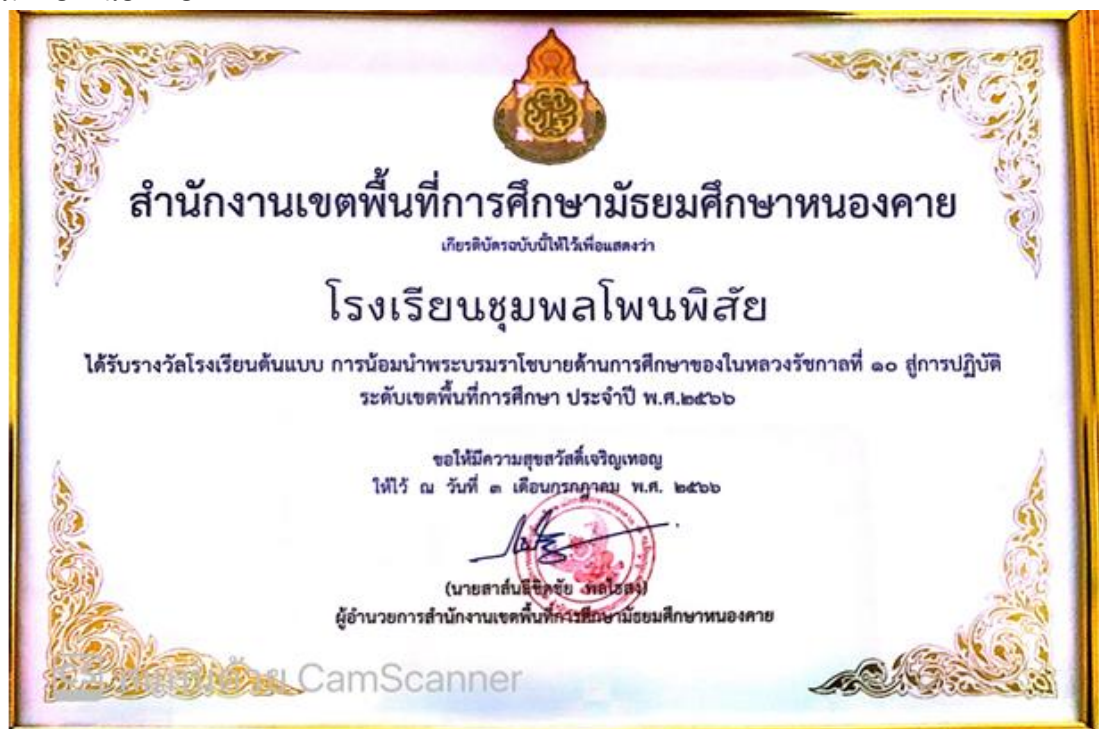 สำนักงานเขตพื้นที่การศึกษามัธยมศึกษาหนองคาย
เกียรติบัตรฉบับนี้ให้ไว้เพื่อแสดงว่า
โรงเรียนชุมพลโพนพิสัย
ได้รับรางวัลโรงเรียนต้นแบบ การน้อมนำพระบรมราโชบายด้านการศึกษาของในหลวงรัชกาลที่ ๑๐ สู่การปฏิบัติ
ระดับเขตพื้นที่การศึกษา ประจำปี พ.ศ.๒๕๖๖
ขอให้มีความสุขสวัสดิ์เจริญเทอญ
ให้ไว้ ณ วันที่ ๓ เดือนกรกฎาคม พ.ศ. ๒๕๖๖
(นายสาส์น
ผู้อำนวยการสำนักงานเขตพื้นที่การศึกษามัธยมศึกษาหนองคาย
CamScanner